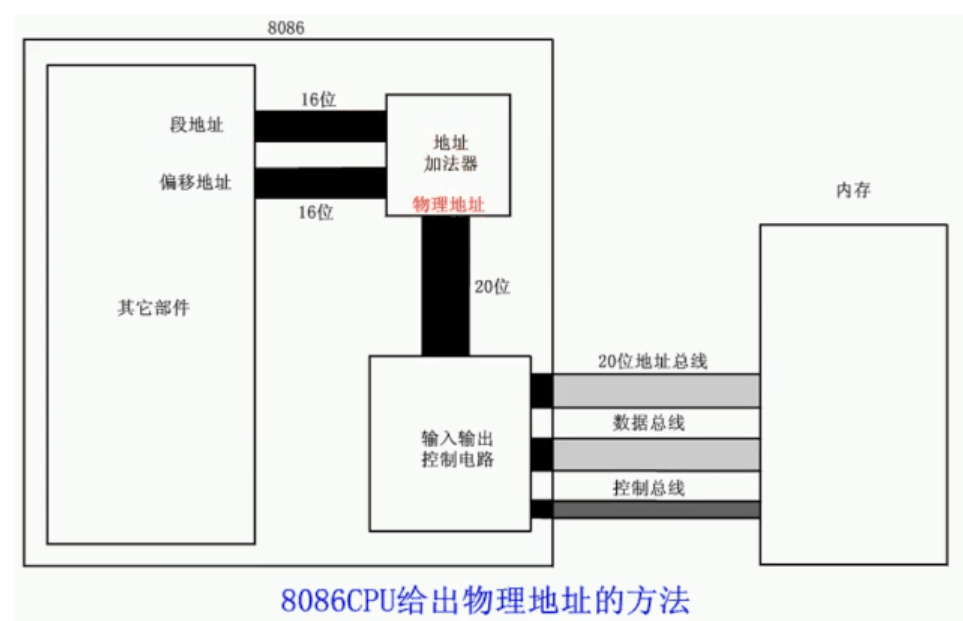 8086
16位
段地址
地址
加法器
偏移地址
物理地址
16位
内存
20位
其它部件
20位地址总线
数据总线
输入输出
控制电路
控制总线
8086CPU给出物理地址的方法